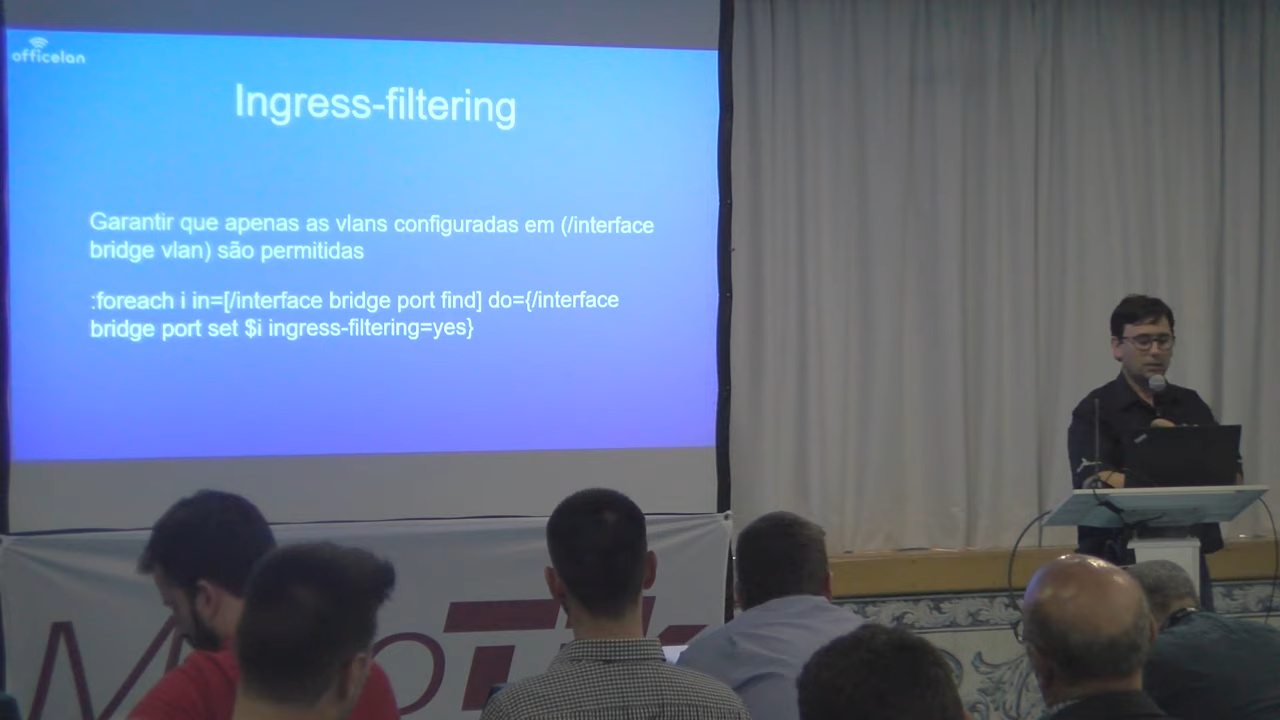 officelan
Ingress-filtering
Garantir que apenas as vlans configuradas em (/interface
bridge vlan) são permitidas
:foreach i in=[/interface bridge port find] do={/interface
bridge port set $i ingress-filtering=yes}